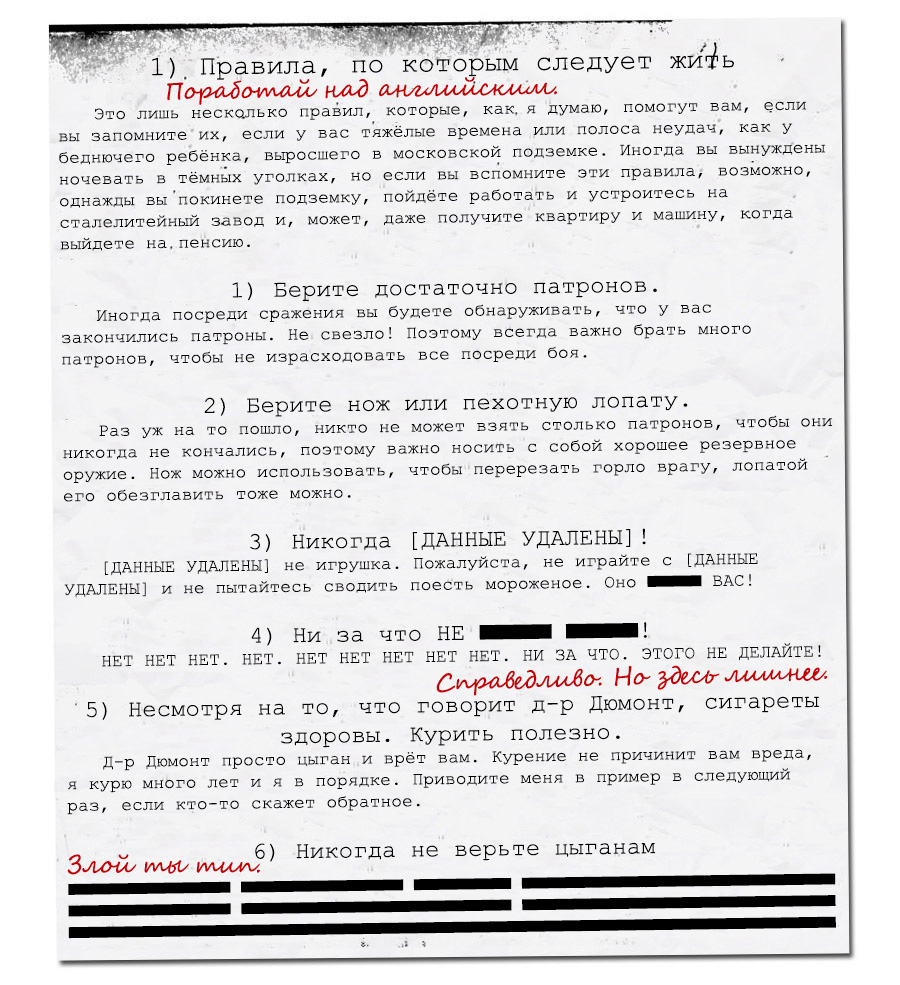 1) Правила, по которым следует жить
Поработай над английским.
Это лишь несколько правил, которые, как я думаю, помогут вам, если
вы запомните их, если у вас тяжёлые времена или полоса неудач, как у
беднючего ребёнка, выросшего в московской подземке. Иногда вы вынуждены
ночевать в тёмных уголках, но если вы вспомните эти правила, возможно,
однажды вы покинете подземку, пойдёте работать и устроитесь на
сталелитейный завод и, может, даже получите квартиру и машину, когда
выйдете на пенсию.
1) Берите достаточно патронов.
Иногда посреди сражения вы будете обнаруживать, что у вас
закончились патроны. Не свезло! Поэтому всегда важно брать много
патронов, чтобы не израсходовать все посреди боя.
2) Берите нож или пехотную лопату.
Раз уж на то пошло, никто не может взять столько патронов, чтобы они
никогда не кончались, поэтому важно носить с собой хорошее резервное
оружие. Нож можно использовать, чтобы перерезать горло врагу, лопатой
его обезглавить тоже можно.
3) Никогда [ДАННЫЕ УДАЛЕНЫ]!
[ДАННЫЕ УДАЛЕНЫ] не игрушка. Пожалуйста, не играйте с [ДАННЫЕ
УДАЛЕНЫ] и не пытайтесь сводить поесть мороженое. Оно ВАС!
4) Ни за что НЕ !
НЕТ НЕТ НЕТ. НЕТ. НЕТ НЕТ НЕТ НЕТ НЕТ. НИ ЗА ЧТО. ЭТОГО НЕ ДЕЛАЙТЕ!
Справедливо. Но здесь лишнее.
5) Несмотря на то, что говорит д-р Дюмонт, сигареты
здоровы. Курить полезно.
Д-р Дюмонт просто цыган и врёт вам. Курение не причинит вам вреда,
я курю много лет и я в порядке. Приводите меня в пример в следующий
раз, если кто-то скажет обратное.
6) Никогда не верьте цыганам
Злой ты тип.